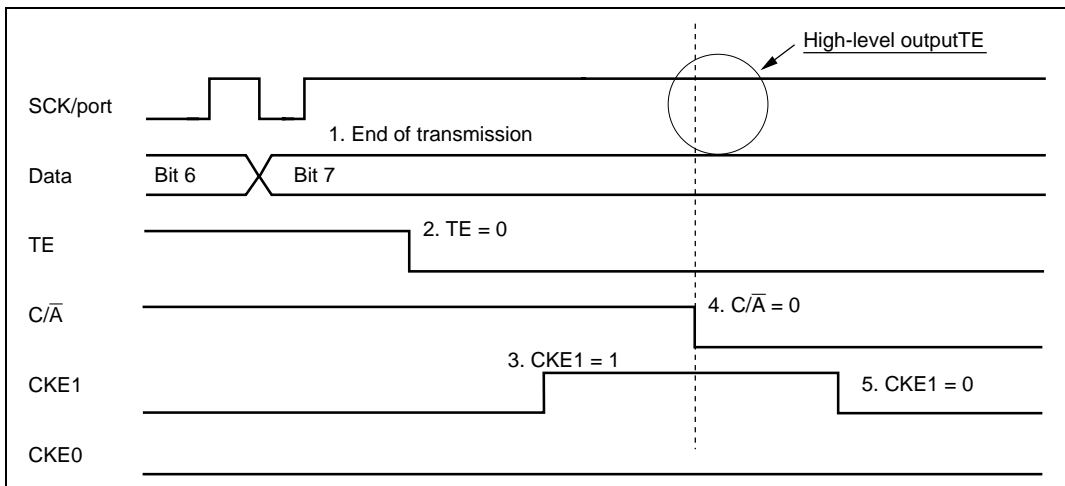 High-level outputTE
SCK/port
1. End of transmission
Data
Bit 6
Bit 7
TE
2. TE = 0
C/A̅
4. C/A̅ = 0
3. CKE1 = 1
CKE1
5. CKE1 = 0
CKE0